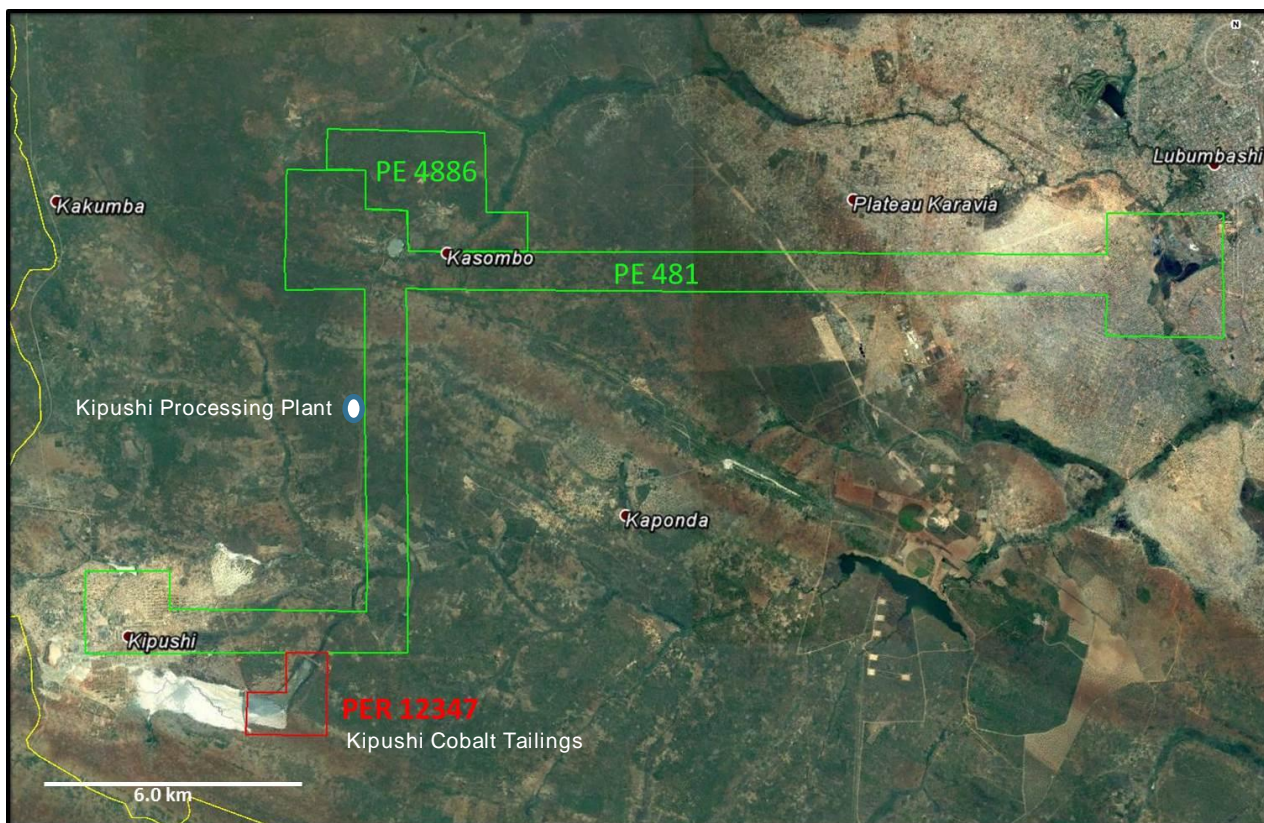 N
Lubumbashi
PE 4886
Kakumba
Plateau Karavia
Kasombo
PE 481
Kipushi Processing Plant
Kaponda
Kipushi
PER 12347
Kipushi Cobalt Tailings
6.0 km